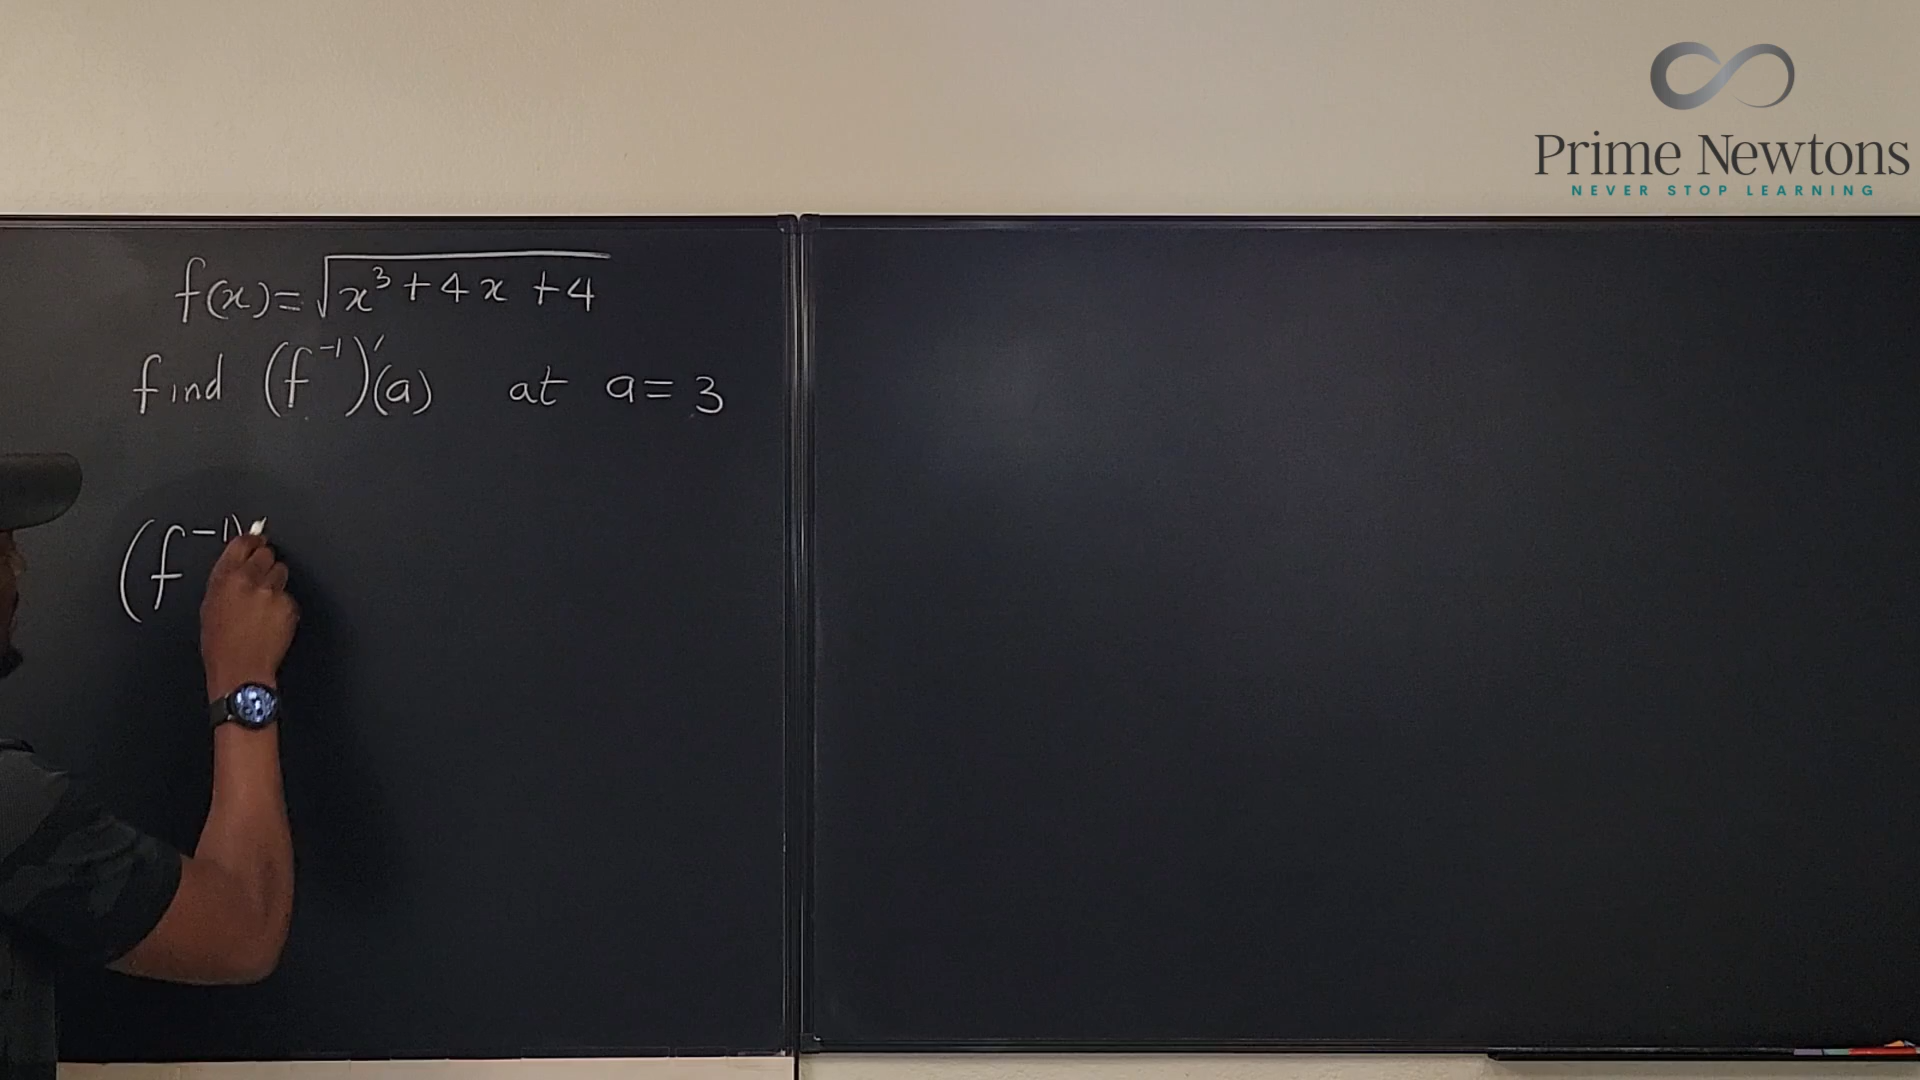 Prime Newtons
NEVER STOP LEARNING
f(x)=√(x³+4x+4)
find (f⁻¹)'(a) at a=3
(f⁻¹)